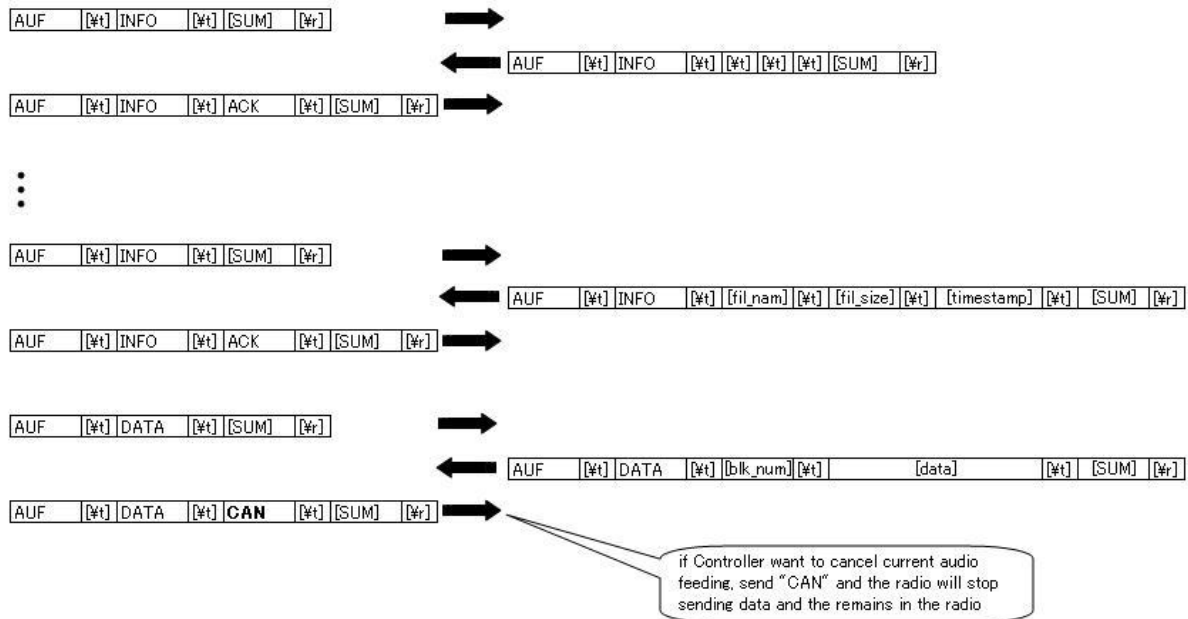 AUF [¥t] INFO [¥t] [SUM] [¥r]
AUF [¥t] INFO [¥t] [¥t] [¥t] [¥t] [SUM] [¥r]
AUF [¥t] INFO [¥t] ACK [¥t] [SUM] [¥r]
AUF [¥t] INFO [¥t] [SUM] [¥r]
AUF [¥t] INFO [¥t] [fil_nam] [¥t] [fil_size] [¥t] [timestamp] [¥t] [SUM] [¥r]
AUF [¥t] INFO [¥t] ACK [¥t] [SUM] [¥r]
AUF [¥t] DATA [¥t] [SUM] [¥r]
AUF [¥t] DATA [¥t] [blk_num] [¥t] [data] [¥t] [SUM] [¥r]
AUF [¥t] DATA [¥t] CAN [¥t] [SUM] [¥r]
if Controller want to cancel current audio
feeding, send "CAN" and the radio will stop
sending data and the remains in the radio